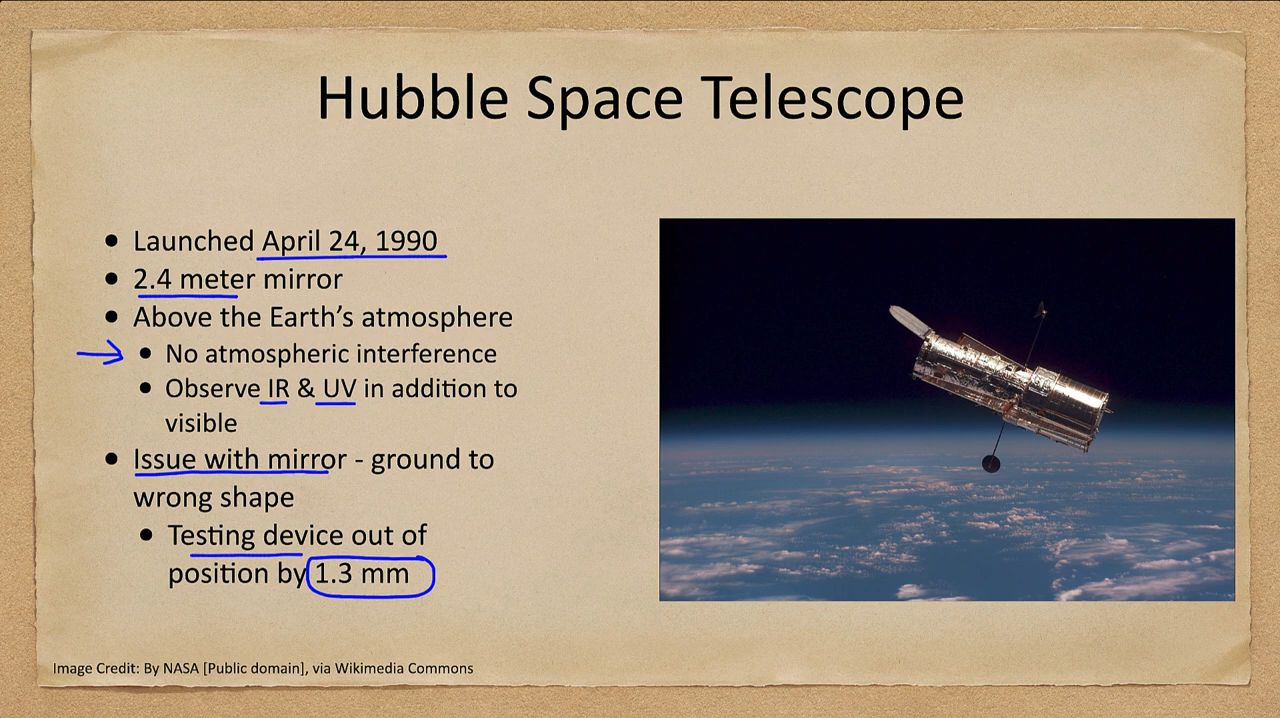 Hubble Space Telescope
• Launched April 24, 1990
• 2.4 meter mirror
• Above the Earth’s atmosphere
• No atmospheric interference
• Observe IR & UV in addition to
visible
• Issue with mirror - ground to
wrong shape
• Testing device out of
position by 1.3 mm
Image Credit: By NASA [Public domain], via Wikimedia Commons